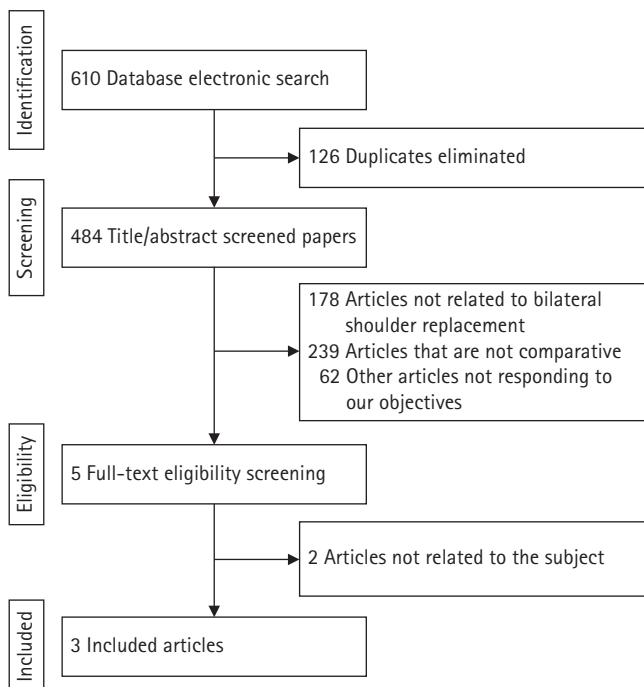 Identification
610 Database electronic search
126 Duplicates eliminated
Screening
484 Title/abstract screened papers
178 Articles not related to bilateral
shoulder replacement
239 Articles that are not comparative
62 Other articles not responding to
our objectives
Eligibility
5 Full-text eligibility screening
2 Articles not related to the subject
Included
3 Included articles